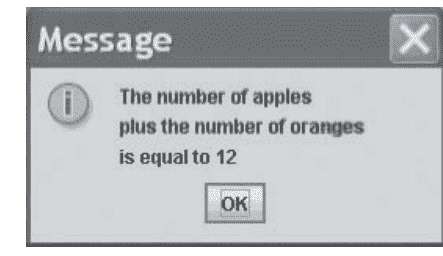 Message
The number of apples
plus the number of oranges
is equal to 12
OK